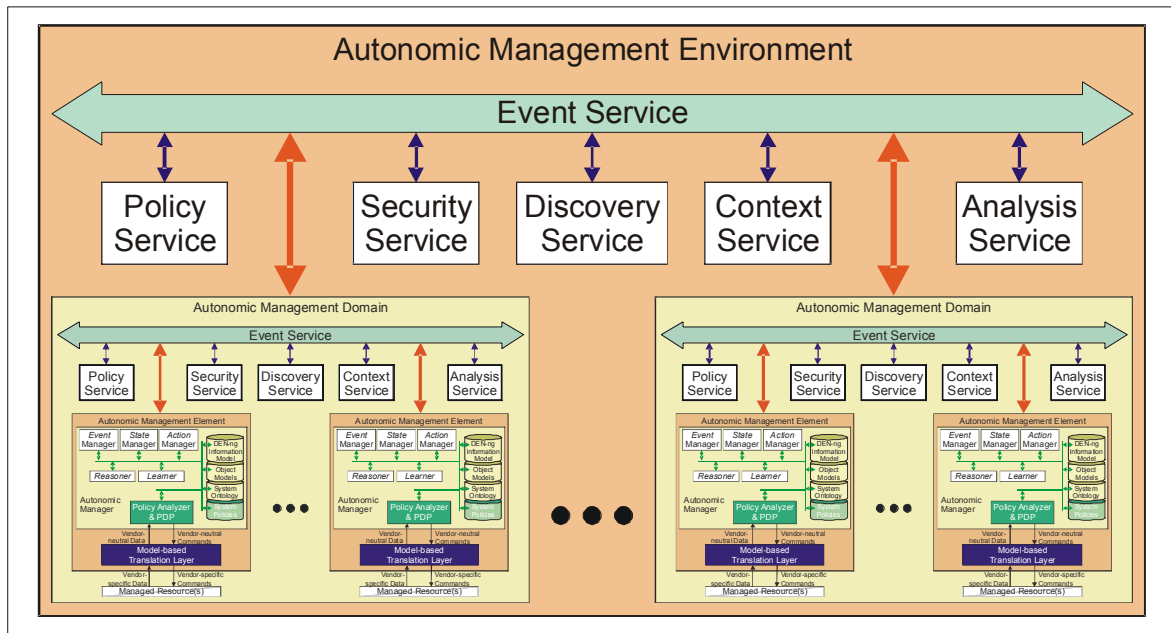 Autonomic Management Environment
Event Service
Policy
Service
Security
Service
Discovery
Service
Context
Service
Analysis
Service
Autonomic Management Domain
Event Service
Policy
Service
Security
Service
Discovery
Service
Context
Service
Analysis
Service
Autonomic Management Element
Event
Manager
State
Manager
Action
Manager
Reasoner
Learner
DEN-ng
Information
Model
Object
Models
System
Ontology
System
Policies
Autonomic
Manager
Policy Analyzer
& PDP
Vendor-
neutral Data
Vendor-neutral
Commands
Model-based
Translation Layer
Vendor-
specific Data
Vendor-specific
Commands
Managed Resource(s)
Autonomic Management Element
Event
Manager
State
Manager
Action
Manager
Reasoner
Learner
DEN-ng
Information
Model
Object
Models
System
Ontology
System
Policies
Autonomic
Manager
Policy Analyzer
& PDP
Vendor-
neutral Data
Vendor-neutral
Commands
Model-based
Translation Layer
Vendor-
specific Data
Vendor-specific
Commands
Managed Resource(s)
Autonomic Management Domain
Event Service
Policy
Service
Security
Service
Discovery
Service
Context
Service
Analysis
Service
Autonomic Management Element
Event
Manager
State
Manager
Action
Manager
Reasoner
Learner
DEN-ng
Information
Model
Object
Models
System
Ontology
System
Policies
Autonomic
Manager
Policy Analyzer
& PDP
Vendor-
neutral Data
Vendor-neutral
Commands
Model-based
Translation Layer
Vendor-
specific Data
Vendor-specific
Commands
Managed Resource(s)
Autonomic Management Element
Event
Manager
State
Manager
Action
Manager
Reasoner
Learner
DEN-ng
Information
Model
Object
Models
System
Ontology
System
Policies
Autonomic
Manager
Policy Analyzer
& PDP
Vendor-
neutral Data
Vendor-neutral
Commands
Model-based
Translation Layer
Vendor-
specific Data
Vendor-specific
Commands
Managed Resource(s)